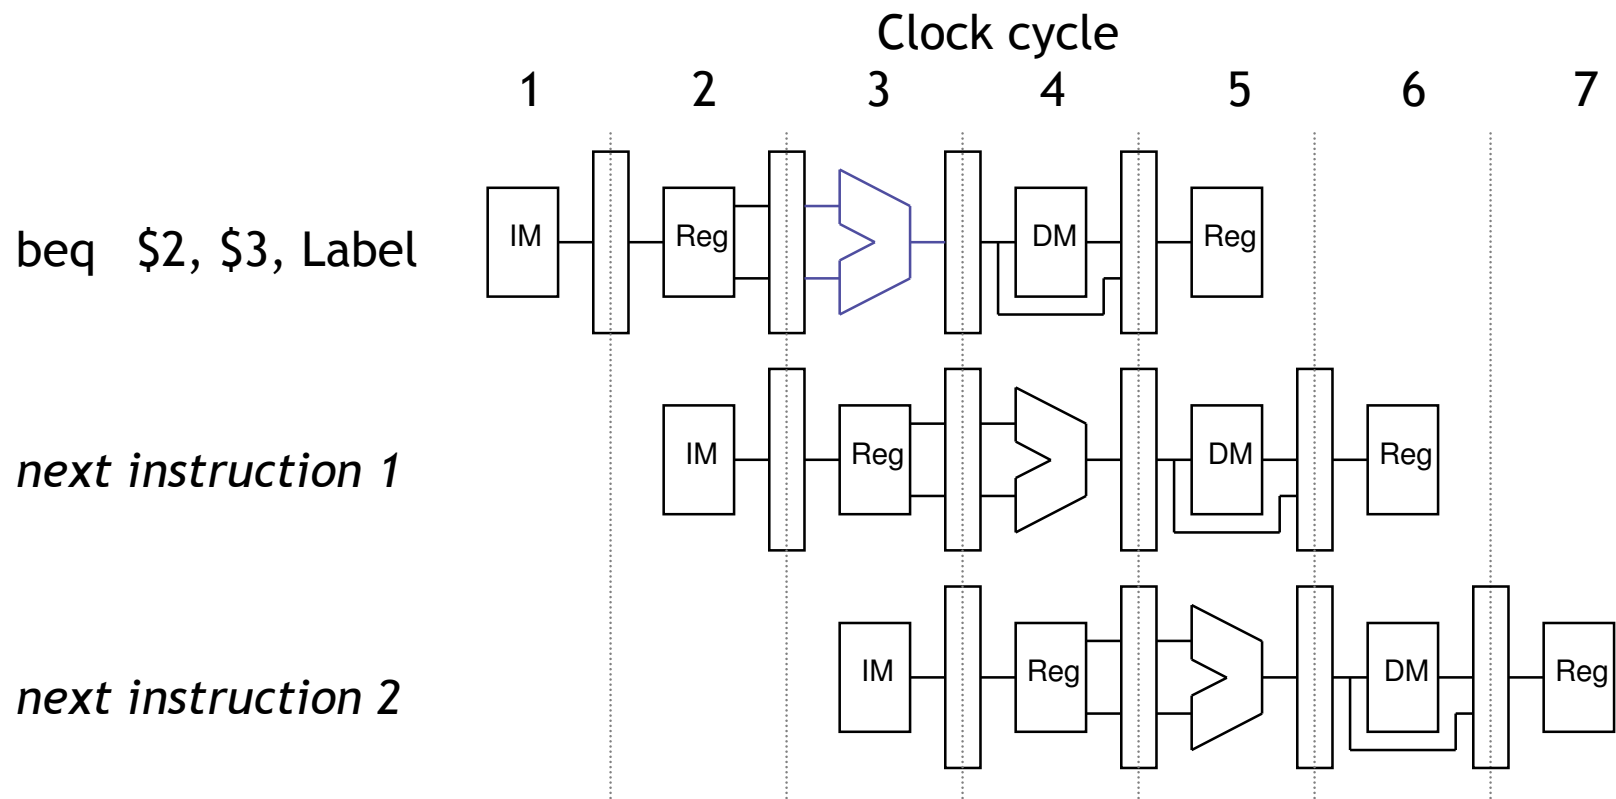 Clock cycle
1 2 3 4 5 6 7
beq $2, $3, Label IM Reg DM Reg
next instruction 1 IM Reg DM Reg
next instruction 2 IM Reg DM Reg